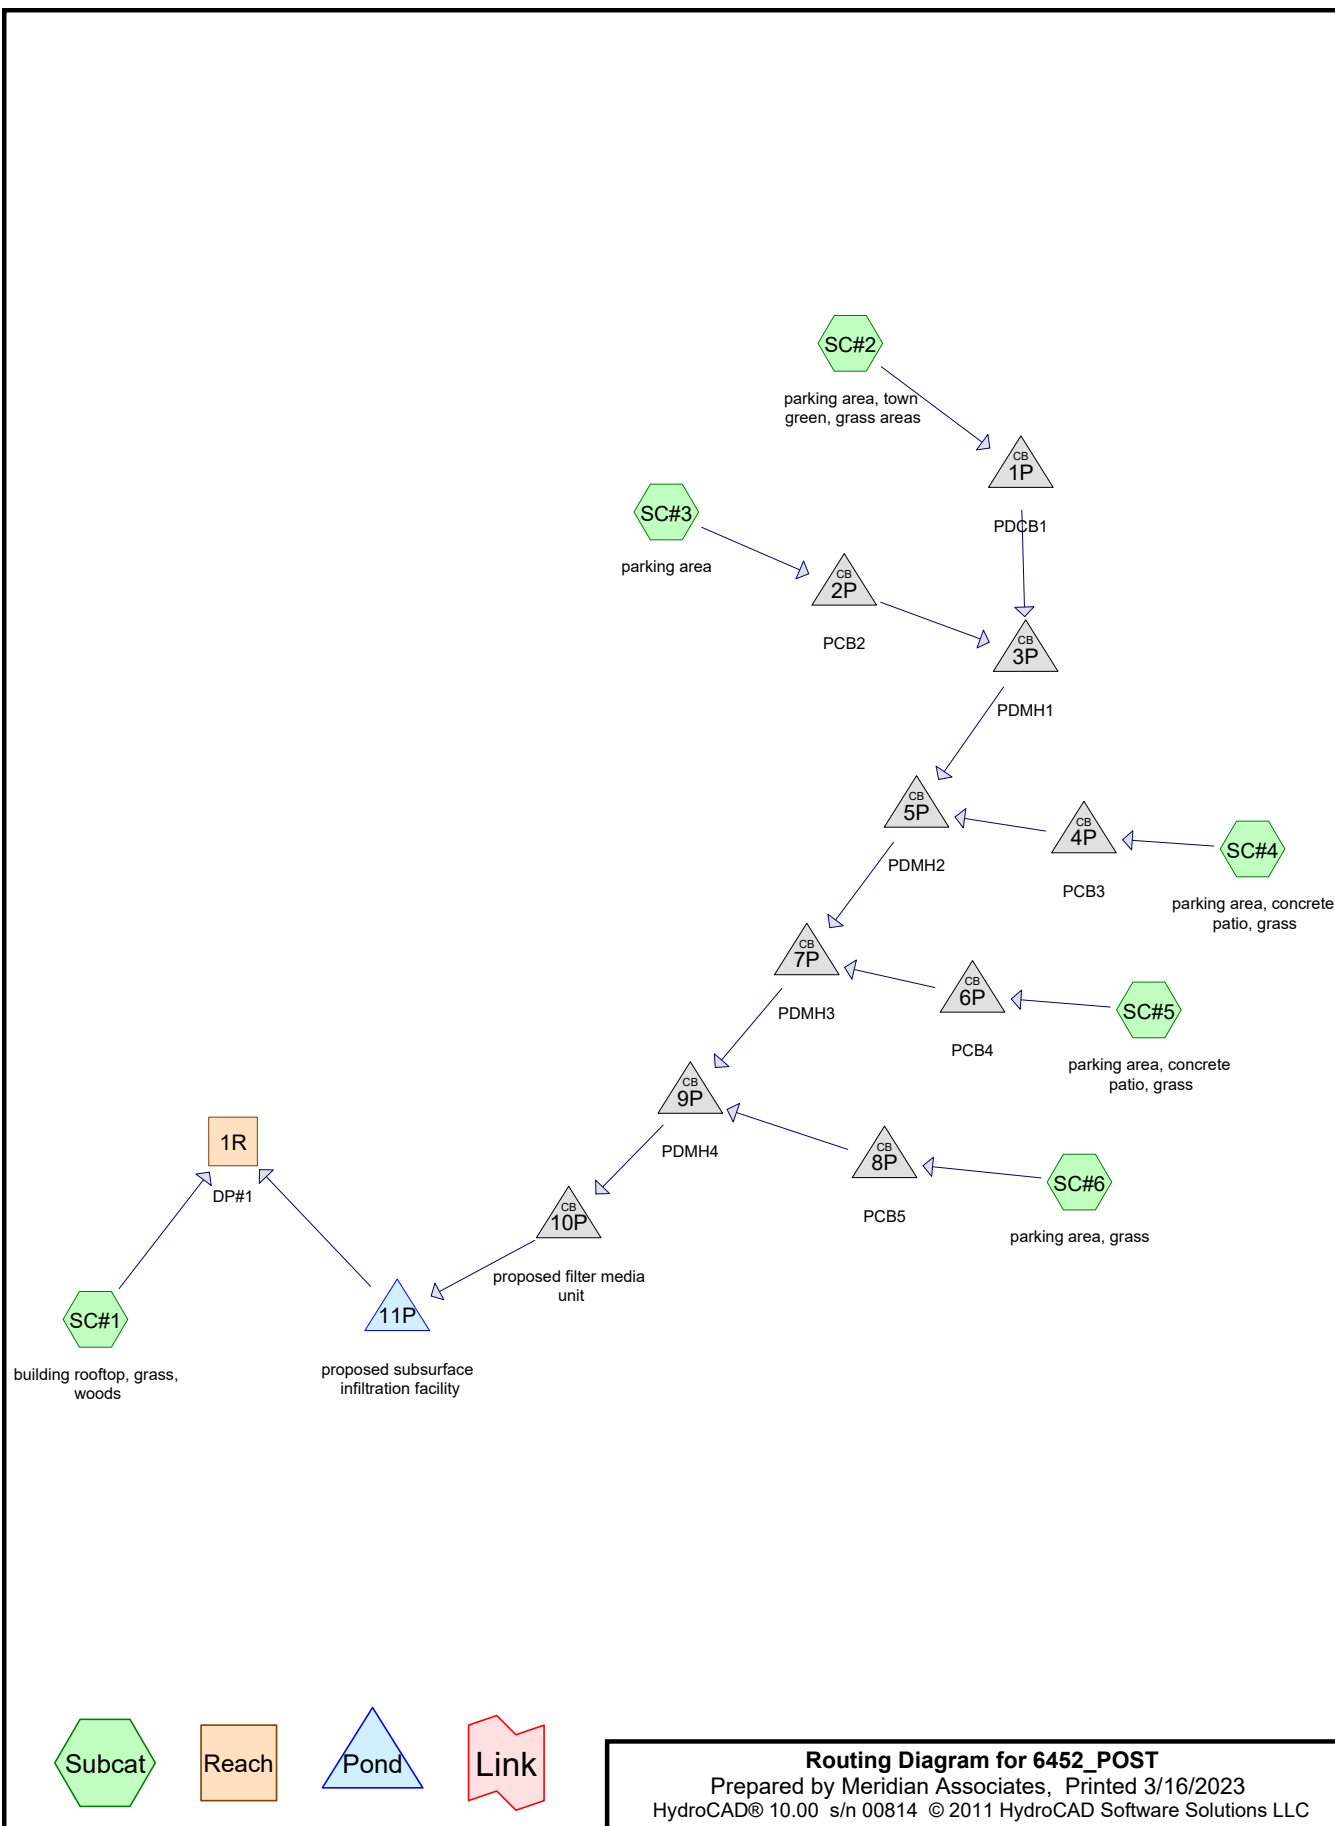 SC#2
parking area, town
green, grass areas
CB
1P
PDCB1
SC#3
parking area
CB
2P
PCB2
CB
3P
PDMH1
CB
5P
PDMH2
CB
4P
PCB3
SC#4
parking area, concrete
patio, grass
CB
7P
PDMH3
CB
6P
PCB4
SC#5
parking area, concrete
patio, grass
CB
9P
PDMH4
CB
8P
PCB5
SC#6
parking area, grass
1R
DP#1
CB
10P
proposed filter media
unit
SC#1
building rooftop, grass,
woods
11P
proposed subsurface
infiltration facility
Subcat
Reach
Pond
Link
Routing Diagram for 6452_POST
Prepared by Meridian Associates, Printed 3/16/2023
HydroCAD® 10.00 s/n 00814 © 2011 HydroCAD Software Solutions LLC